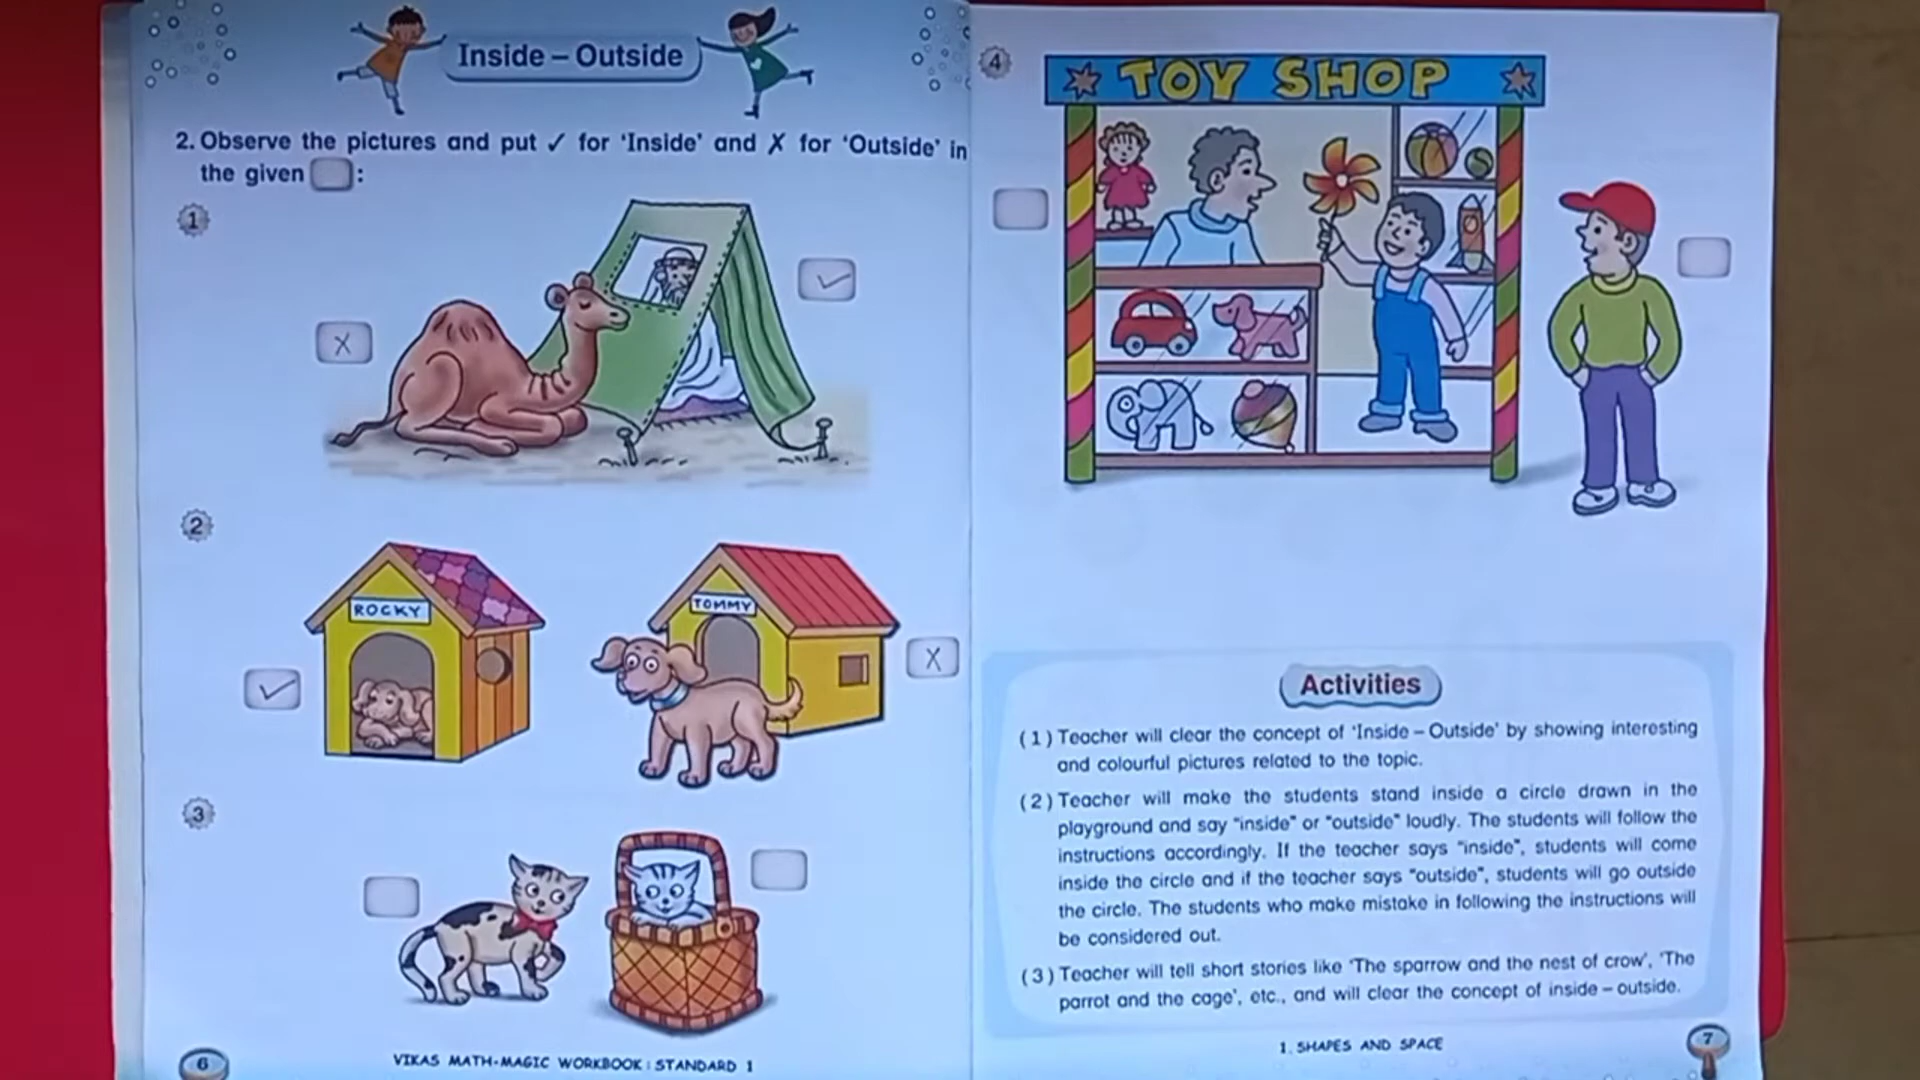 Inside – Outside
2. Observe the pictures and put ✓ for ‘Inside’ and ✗ for ‘Outside’ in
the given :
1
✗
✓
2
ROCKY
TOMMY
✓
✗
3
6
VIKAS MATH-MAGIC WORKBOOK : STANDARD 1
4
TOY SHOP
Activities
(1) Teacher will clear the concept of ‘Inside – Outside’ by showing interesting
and colourful pictures related to the topic.
(2) Teacher will make the students stand inside a circle drawn in the
playground and say “inside” or “outside” loudly. The students will follow the
instructions accordingly. If the teacher says “inside”, students will come
inside the circle and if the teacher says “outside”, students will go outside
the circle. The students who make mistake in following the instructions will
be considered out.
(3) Teacher will tell short stories like ‘The sparrow and the nest of crow’, ‘The
parrot and the cage’, etc., and will clear the concept of inside – outside.
1. SHAPES AND SPACE
7